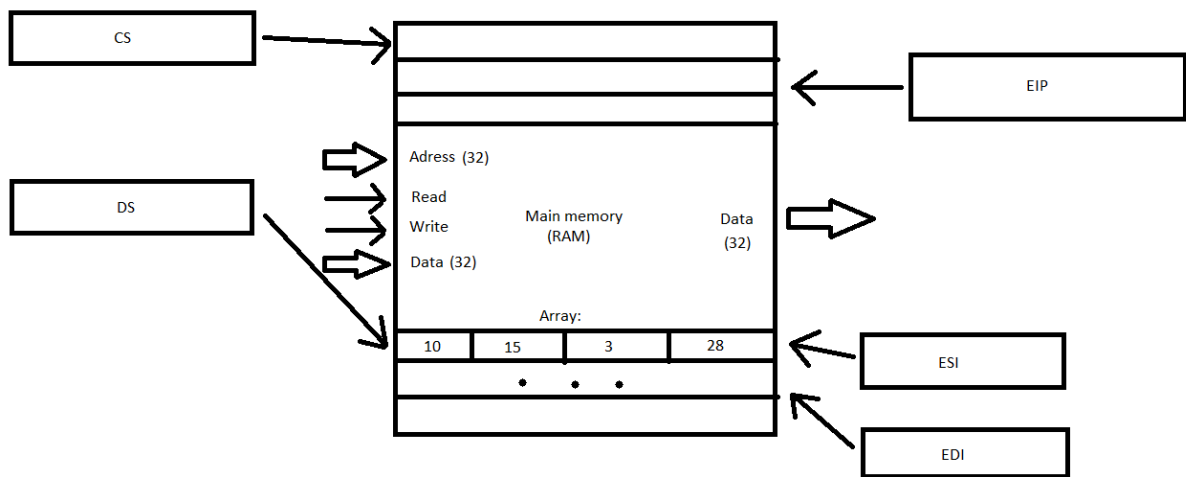 CS
EIP
Adress (32)
DS
Read
Write
Main memory
(RAM)
Data
(32)
Data (32)
Array:
10 15 3 28
ESI
EDI